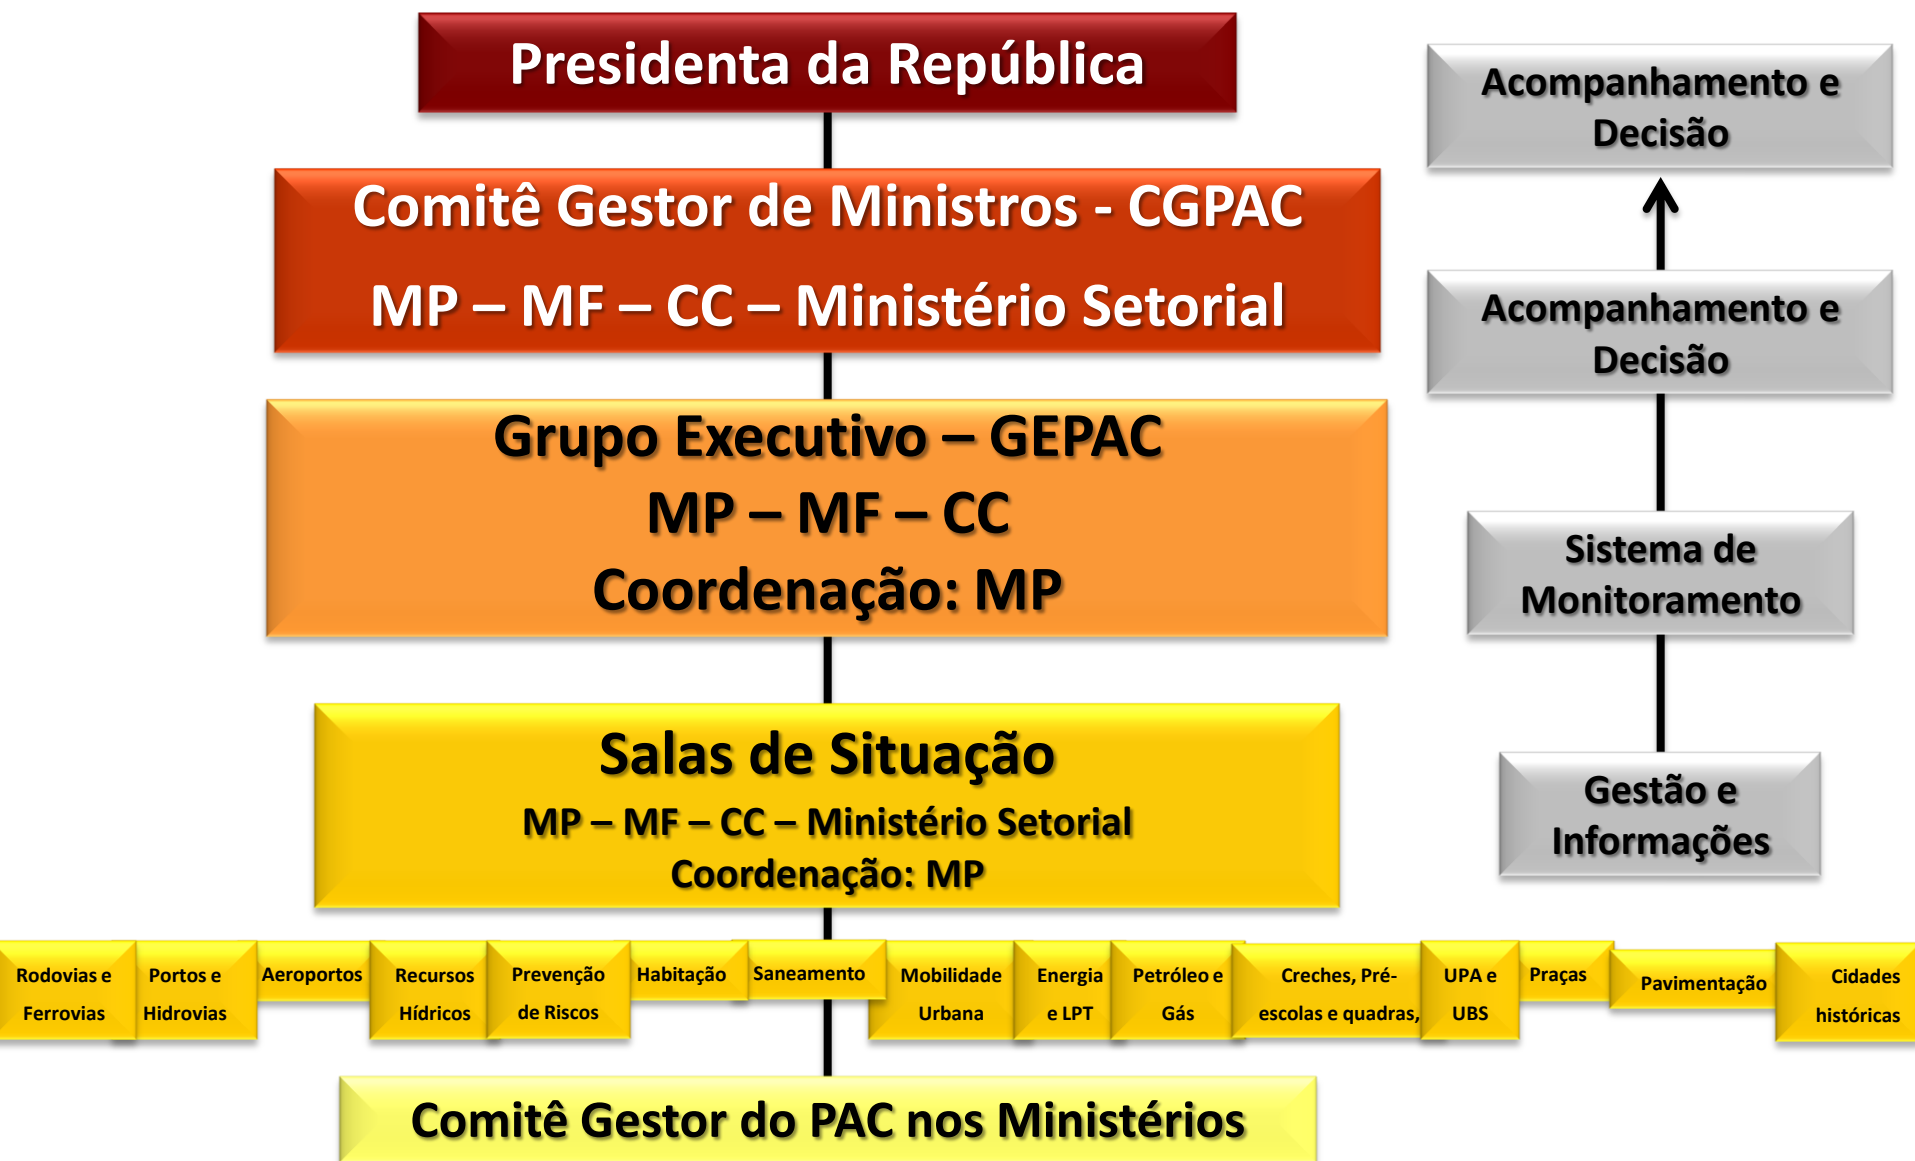 Presidenta da República
Comitê Gestor de Ministros - CGPAC
MP – MF – CC – Ministério Setorial
Grupo Executivo – GEPAC
MP – MF – CC
Coordenação: MP
Salas de Situação
MP – MF – CC – Ministério Setorial
Coordenação: MP
Rodovias e
Ferrovias
Portos e
Hidrovias
Aeroportos
Recursos
Hídricos
Prevenção
de Riscos
Habitação
Saneamento
Mobilidade
Urbana
Energia
e LPT
Petróleo e
Gás
Creches, Pré-
escolas e quadras,
UPA e
UBS
Praças
Pavimentação
Cidades
históricas
Comitê Gestor do PAC nos Ministérios
Acompanhamento e
Decisão
Acompanhamento e
Decisão
Sistema de
Monitoramento
Gestão e
Informações